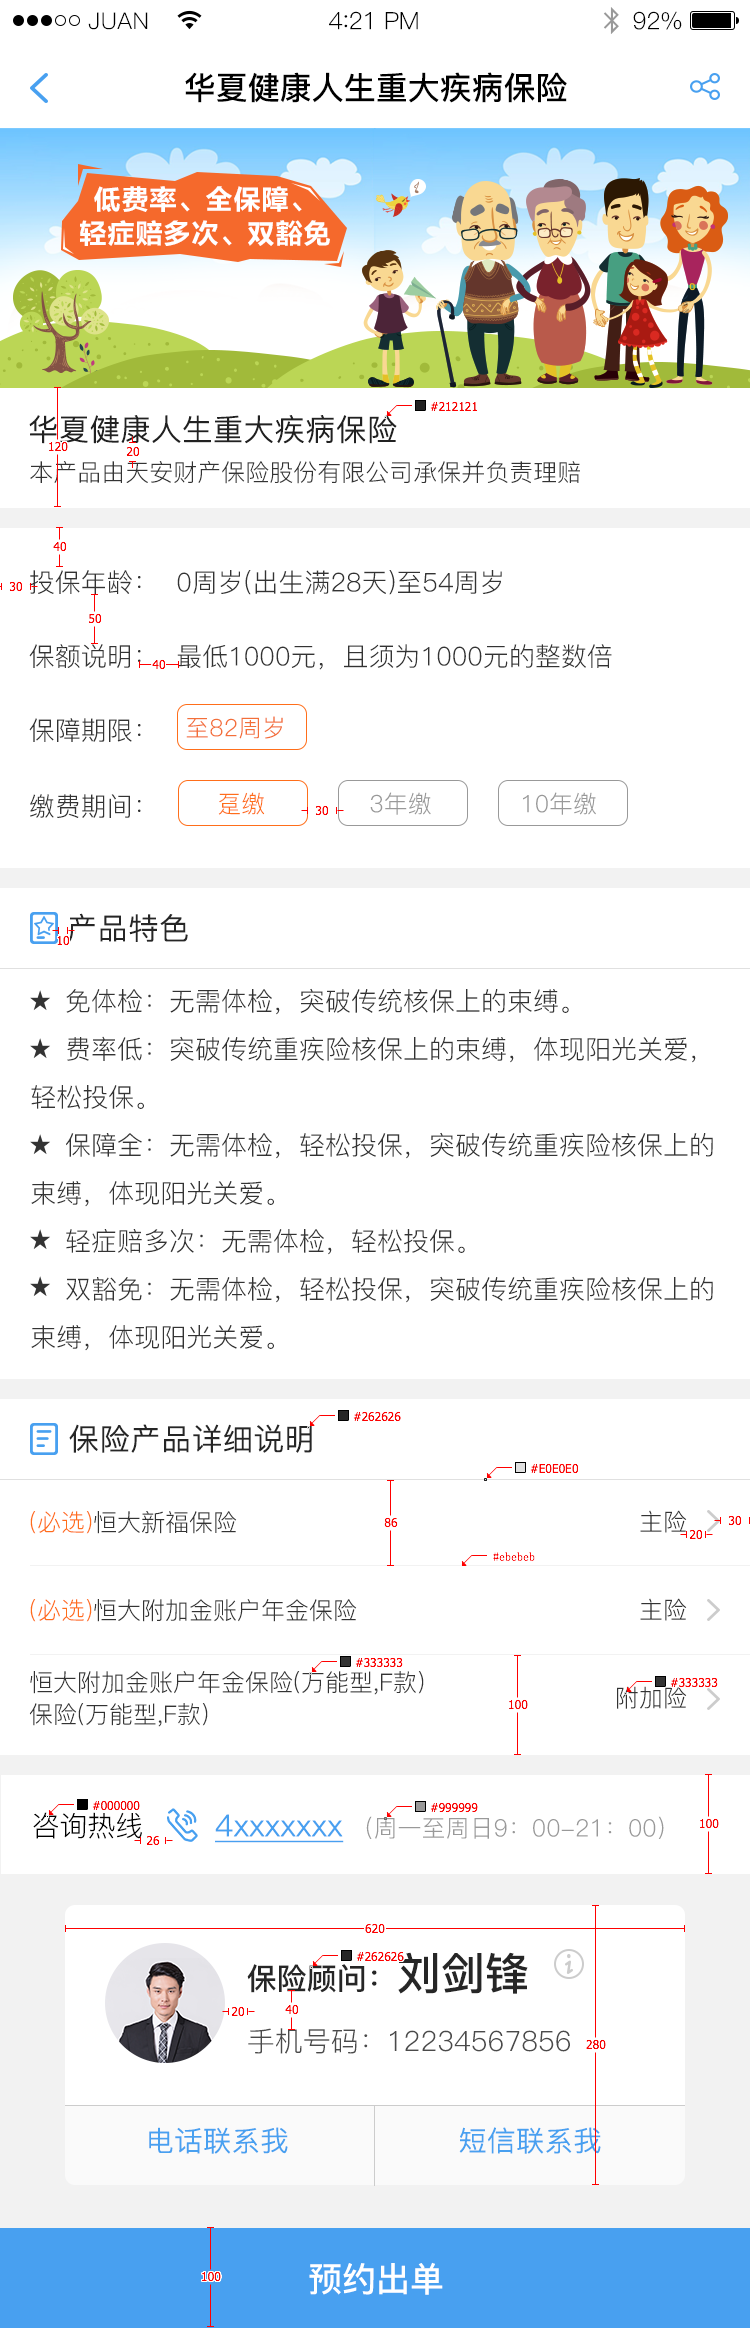 JUAN 4:21 PM 92%
华夏健康人生重大疾病保险
低费率、全保障、
轻症赔多次、双豁免
#212121
华夏健康人生重大疾病保险
120
20
本产品由天安财产保险股份有限公司承保并负责理赔
40
30
投保年龄： 0周岁(出生满28天)至54周岁
50
保额说明： 最低1000元，且须为1000元的整数倍
40
保障期限： 至82周岁
缴费期间： 趸缴 3年缴 10年缴
30
产品特色
10
★ 免体检：无需体检，突破传统核保上的束缚。
★ 费率低：突破传统重疾险核保上的束缚，体现阳光关爱，
轻松投保。
★ 保障全：无需体检，轻松投保，突破传统重疾险核保上的
束缚，体现阳光关爱。
★ 轻症赔多次：无需体检，轻松投保。
★ 双豁免：无需体检，轻松投保，突破传统重疾险核保上的
束缚，体现阳光关爱。
#262626
保险产品详细说明
#E0E0E0
(必选)恒大新福保险 主险
86
30
20
#ebebeb
(必选)恒大附加金账户年金保险 主险
#333333
恒大附加金账户年金保险(万能型,F款)
保险(万能型,F款)
#333333
附加险
100
#000000
#999999
咨询热线 4xxxxxxx (周一至周日9：00-21：00)
26
100
620
#262626
保险顾问：刘剑锋
20
40
手机号码：12234567856
280
电话联系我 短信联系我
100
预约出单